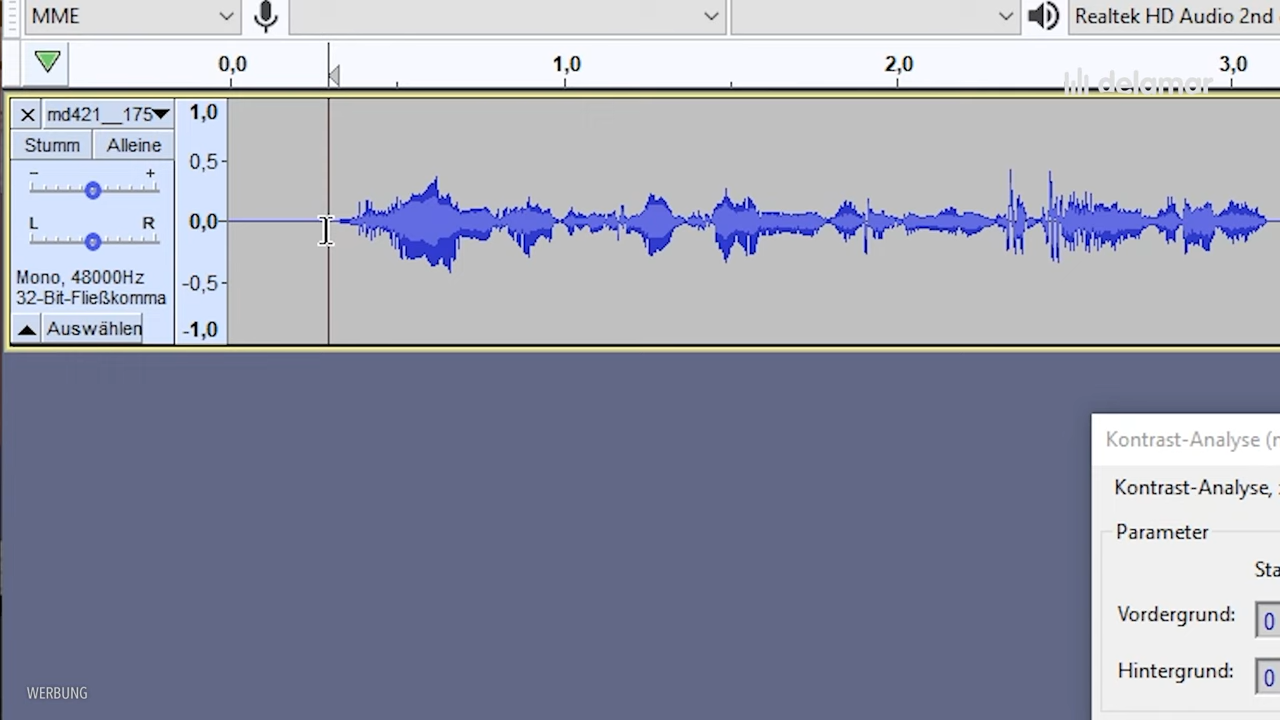 MME
Realtek HD Audio 2nd
0,0 1,0 2,0 3,0
delamar
md421__175
1,0
Stumm Alleine
0,5
- +
0,0
L R
Mono, 48000Hz
-0,5
32-Bit-Fließkomma
Auswählen
-1,0
Kontrast-Analyse (
Kontrast-Analyse,
Parameter
Sta
Vordergrund: 0
Hintergrund: 0
WERBUNG